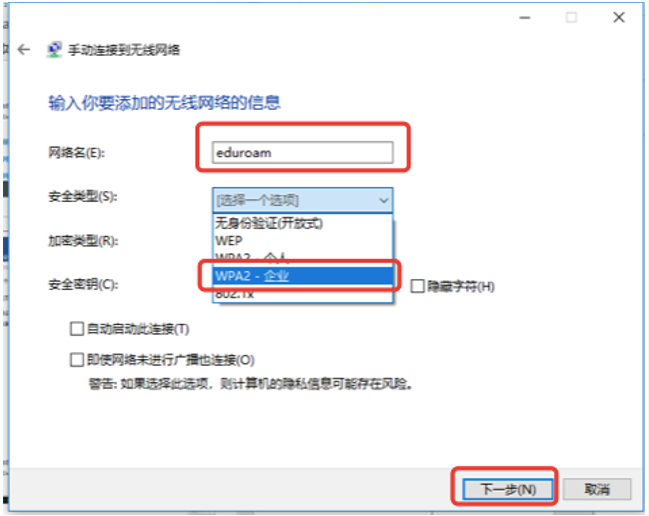 手动连接到无线网络
输入你要添加的无线网络的信息
网络名(E):
eduroam
安全类型(S):
[选择一个选项]
无身份验证(开放式)
WEP
加密类型(R):
WPA2 - 个人
WPA2 - 企业
安全密钥(C):
隐藏字符(H)
802.1x
自动启动此连接(T)
即使网络未进行广播也连接(O)
警告: 如果选择此选项，则计算机的隐私信息可能存在风险。
下一步(N)
取消